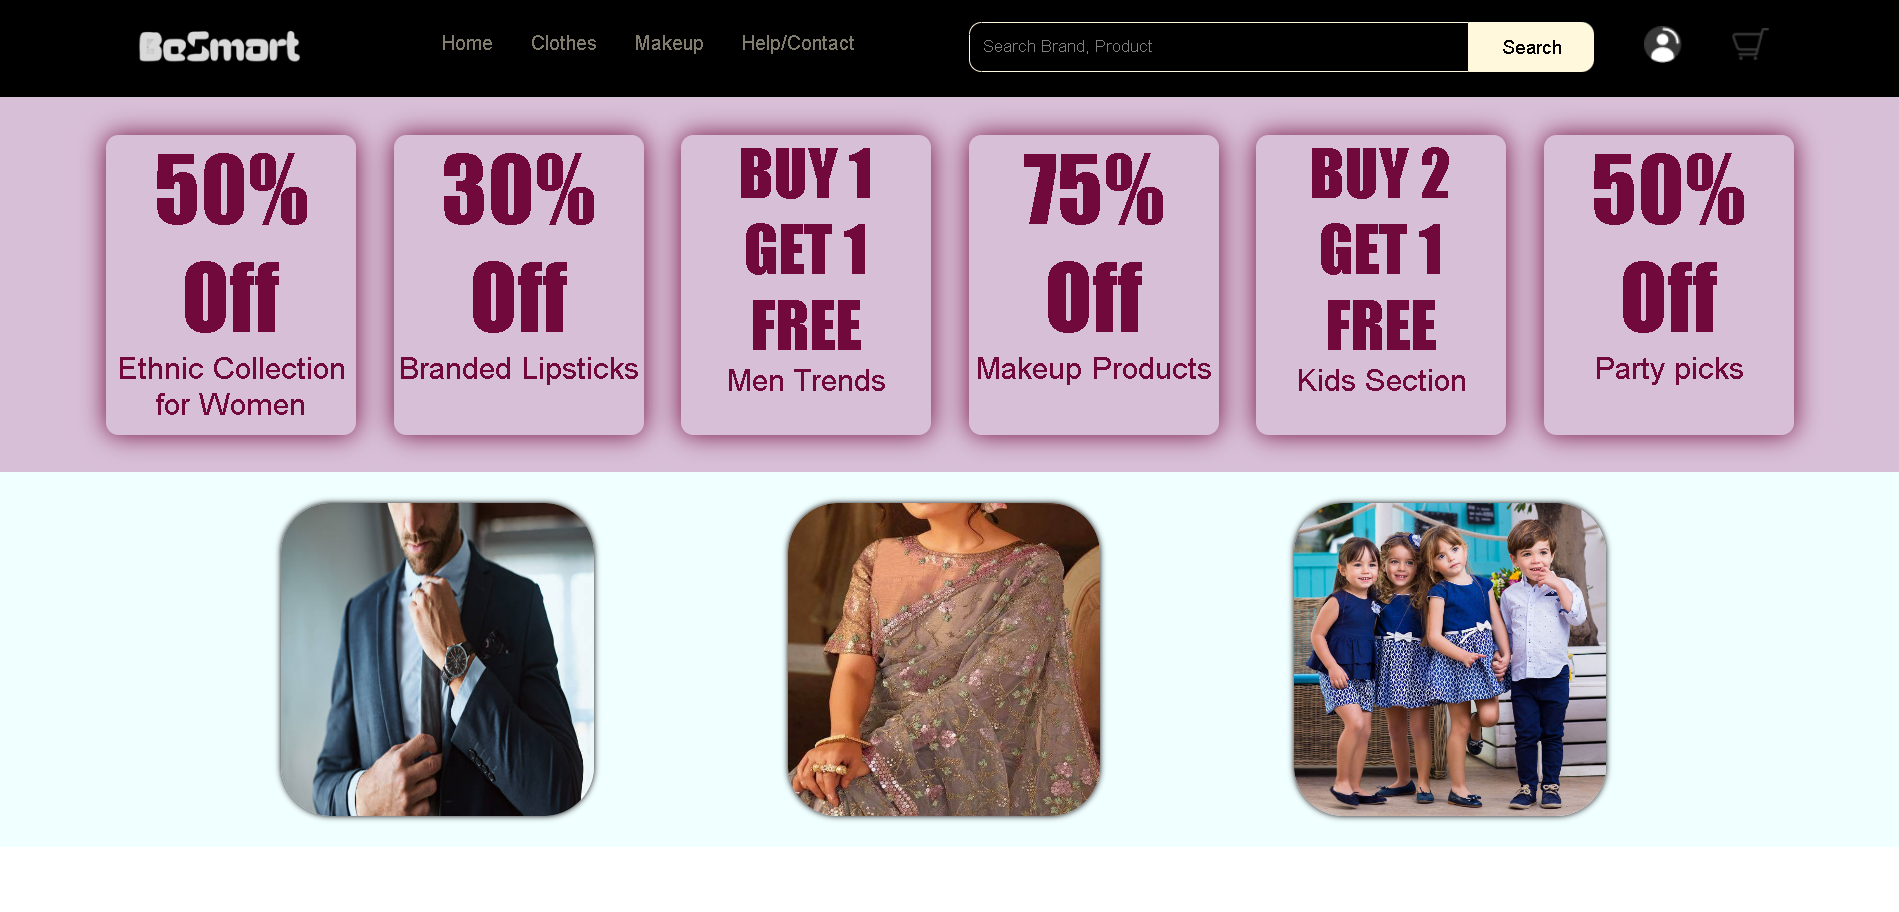 BeSmart
Home Clothes Makeup Help/Contact
Search Brand, Product
Search
50%
Off
Ethnic Collection
for Women
30%
Off
Branded Lipsticks
BUY 1
GET 1
FREE
Men Trends
75%
Off
Makeup Products
BUY 2
GET 1
FREE
Kids Section
50%
Off
Party picks